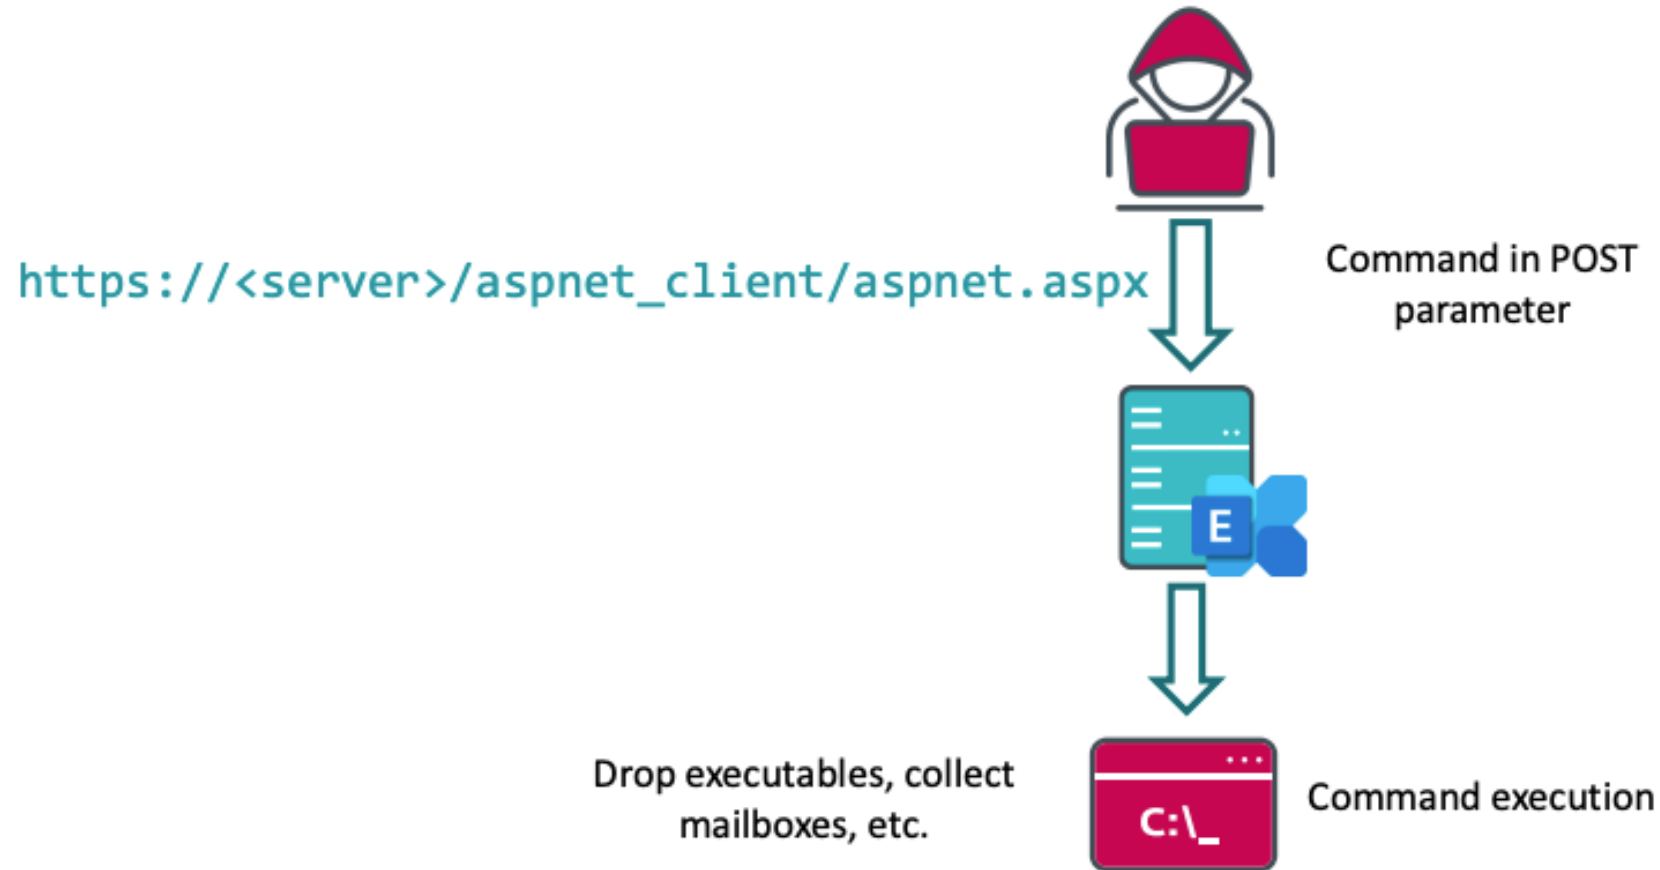 https://<server>/aspnet_client/aspnet.aspx
Command in POST
parameter
E
Drop executables, collect
mailboxes, etc.
C:\_
Command execution